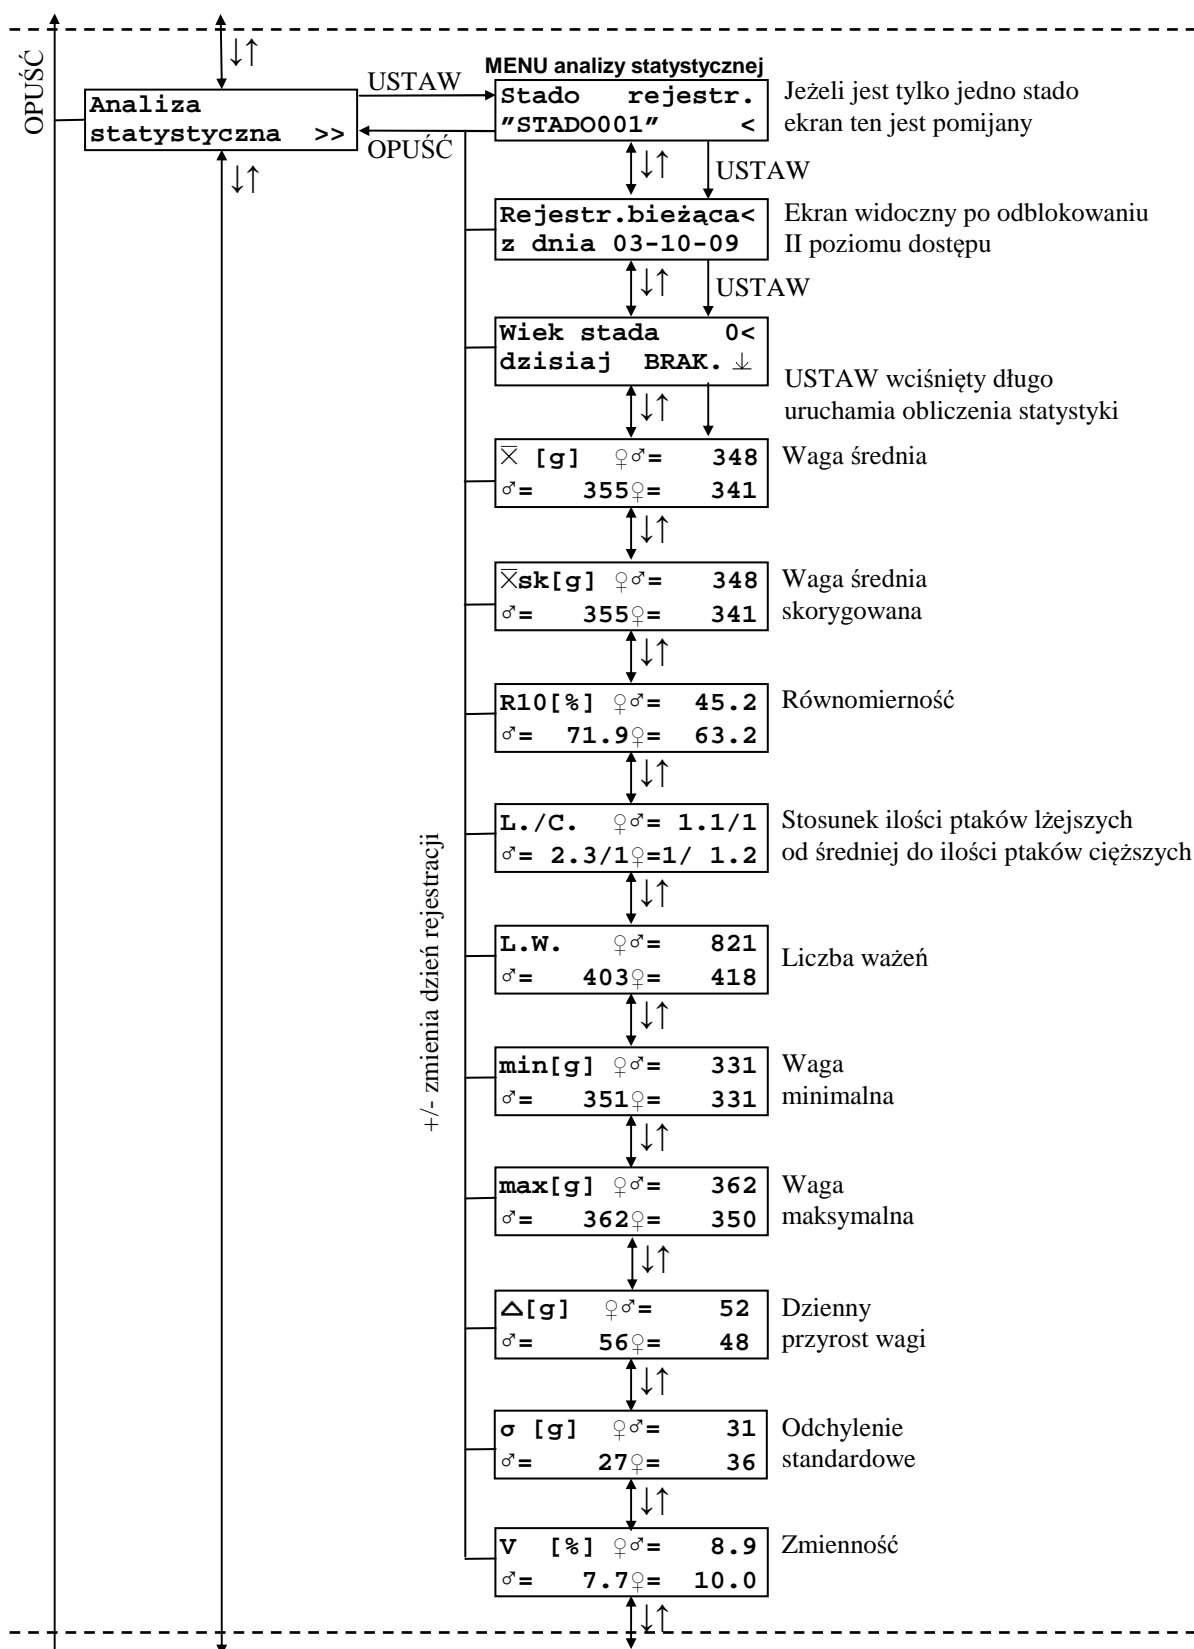 OPUŚĆ
↓↑
Analiza
statystyczna >>
↓↑
USTAW
OPUŚĆ
MENU analizy statystycznej
Stado rejestr.
"STADO001" <
Jeżeli jest tylko jedno stado
ekran ten jest pomijany
↓↑
USTAW
Rejestr.bieżąca<
z dnia 03-10-09
Ekran widoczny po odblokowaniu
II poziomu dostępu
↓↑
USTAW
Wiek stada 0<
dzisiaj BRAK. ↓
USTAW wciśnięty długo
uruchamia obliczenia statystyki
↓↑
X̅ [g] ♀♂= 348
♂= 355♀= 341
Waga średnia
↓↑
X̅sk[g] ♀♂= 348
♂= 355♀= 341
Waga średnia
skorygowana
↓↑
R10[%] ♀♂= 45.2
♂= 71.9♀= 63.2
Równomierność
↓↑
L./C. ♀♂= 1.1/1
♂= 2.3/1♀=1/ 1.2
Stosunek ilości ptaków lżejszych
od średniej do ilości ptaków cięższych
↓↑
L.W. ♀♂= 821
♂= 403♀= 418
Liczba ważeń
↓↑
min[g] ♀♂= 331
♂= 351♀= 331
Waga
minimalna
↓↑
max[g] ♀♂= 362
♂= 362♀= 350
Waga
maksymalna
↓↑
△[g] ♀♂= 52
♂= 56♀= 48
Dzienny
przyrost wagi
↓↑
σ [g] ♀♂= 31
♂= 27♀= 36
Odchylenie
standardowe
↓↑
V [%] ♀♂= 8.9
♂= 7.7♀= 10.0
Zmienność
↓↑
+/- zmienia dzień rejestracji